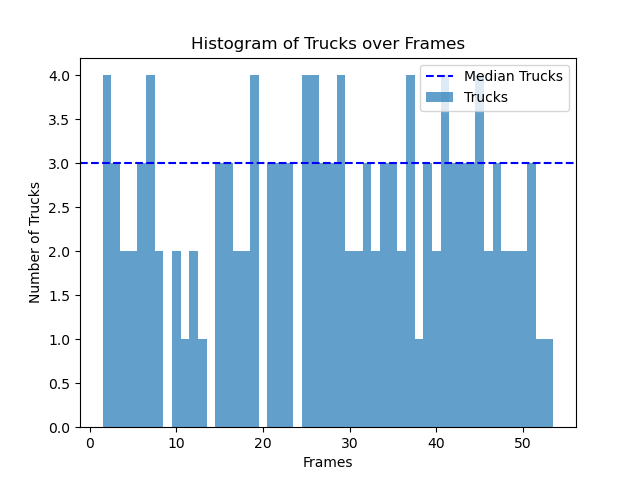 Histogram of Trucks over Frames
Median Trucks
Trucks
4.0
3.5
3.0
2.5
2.0
1.5
1.0
0.5
0.0
Number of Trucks
0 10 20 30 40 50
Frames